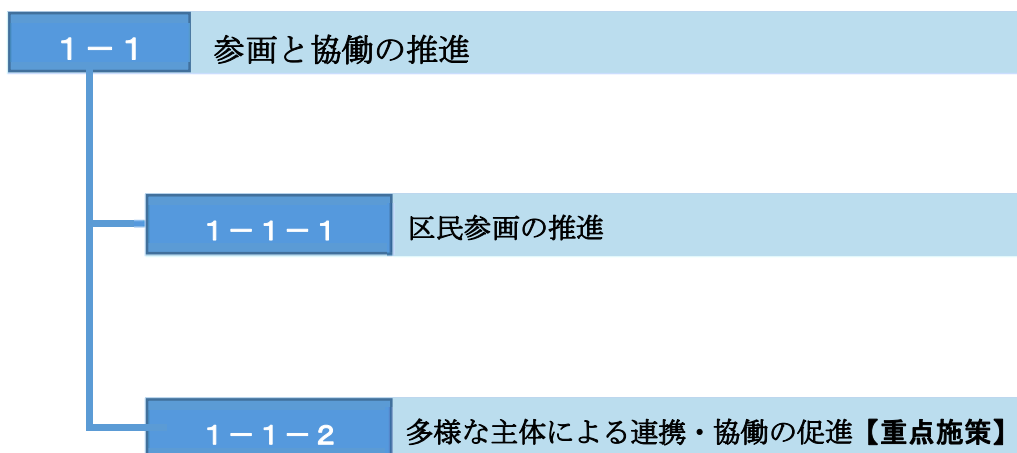 １－１ 参画と協働の推進
１－１－１ 区民参画の推進
１－１－２ 多様な主体による連携・協働の促進【重点施策】